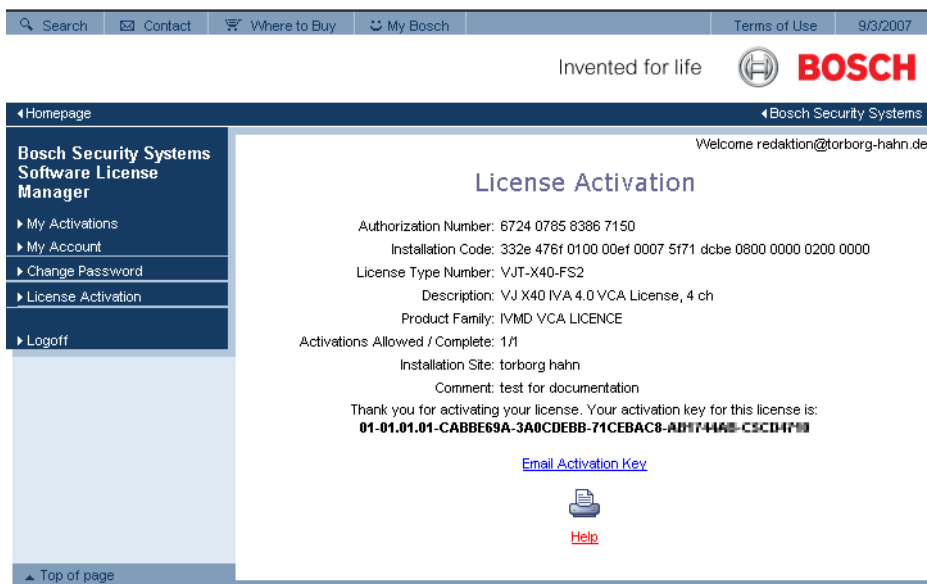 Search Contact Where to Buy My Bosch Terms of Use 9/3/2007
Invented for life BOSCH
Homepage Bosch Security Systems
Welcome redaktion@torborg-hahn.de
Bosch Security Systems
Software License
Manager
My Activations
My Account
Change Password
License Activation
Logoff
License Activation
Authorization Number: 6724 0785 8386 7150
Installation Code: 332e 476f 0100 00ef 0007 5f71 dcbe 0800 0000 0200 0000
License Type Number: VJT-X40-FS2
Description: VJ X40 IVA 4.0 VCA License, 4 ch
Product Family: IVMD VCA LICENCE
Activations Allowed / Complete: 1/1
Installation Site: torborg hahn
Comment: test for documentation
Thank you for activating your license. Your activation key for this license is:
01-01.01.01-CABBE69A-3A0CDEBB-71CEBAC8-
Email Activation Key
Help
Top of page